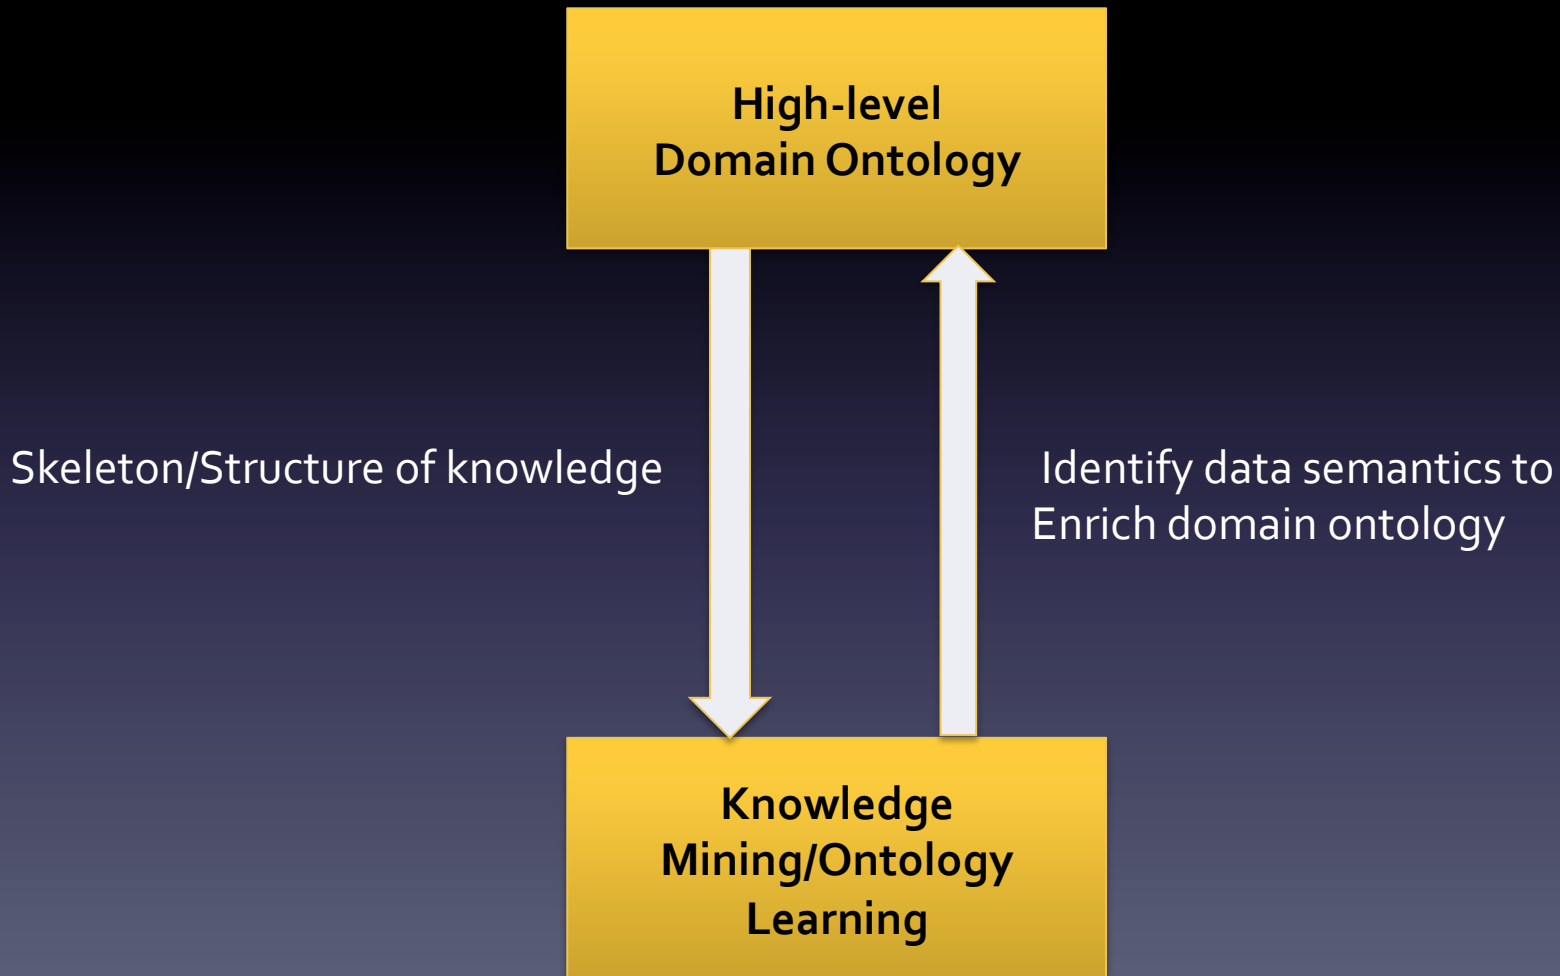 High-level
Domain Ontology
Skeleton/Structure of knowledge
Identify data semantics to
Enrich domain ontology
Knowledge
Mining/Ontology
Learning